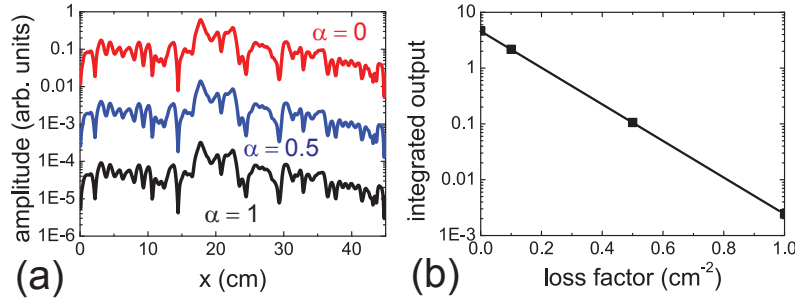 amplitude (arb. units)
1
0.1
0.01
1E-3
1E-4
1E-5
1E-6
α = 0
α = 0.5
α = 1
0 10 20 30 40
x (cm)
(a)
integrated output
10
1
0.1
0.01
1E-3
0.0 0.2 0.4 0.6 0.8 1.0
loss factor (cm⁻²)
(b)